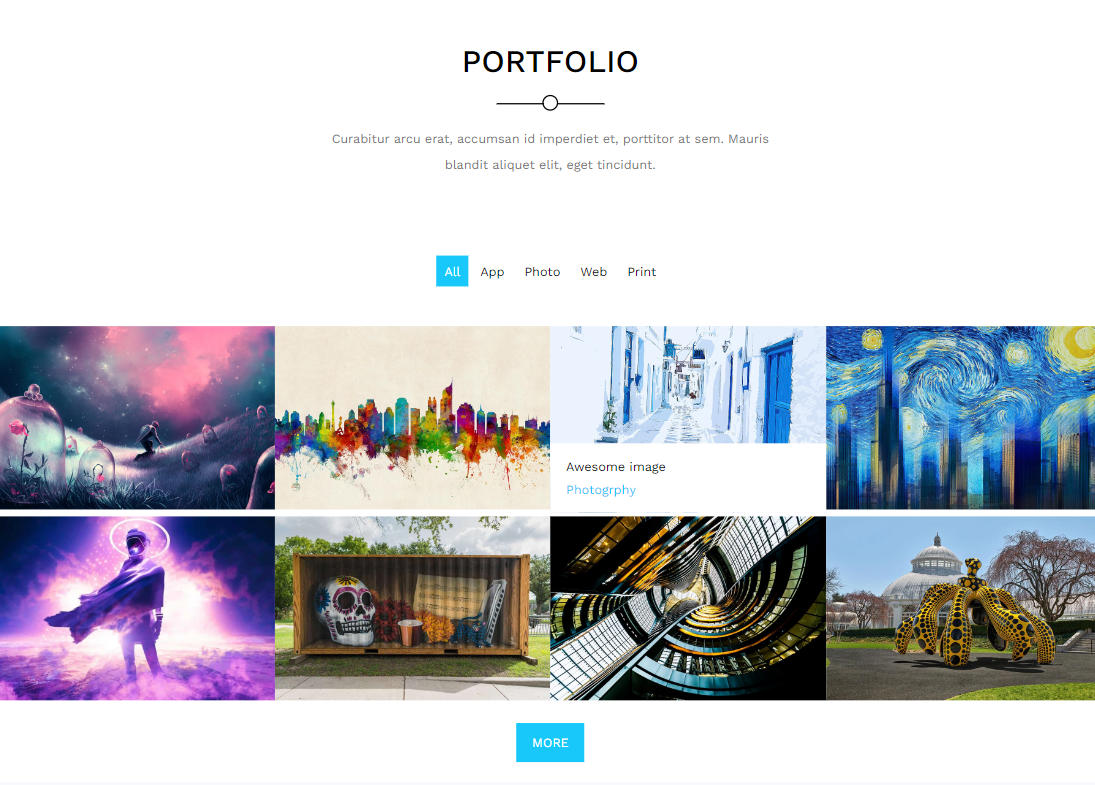 PORTFOLIO
Curabitur arcu erat, accumsan id imperdiet et, porttitor at sem. Mauris
blandit aliquet elit, eget tincidunt.
All App Photo Web Print
Awesome image
Photogrphy
MORE